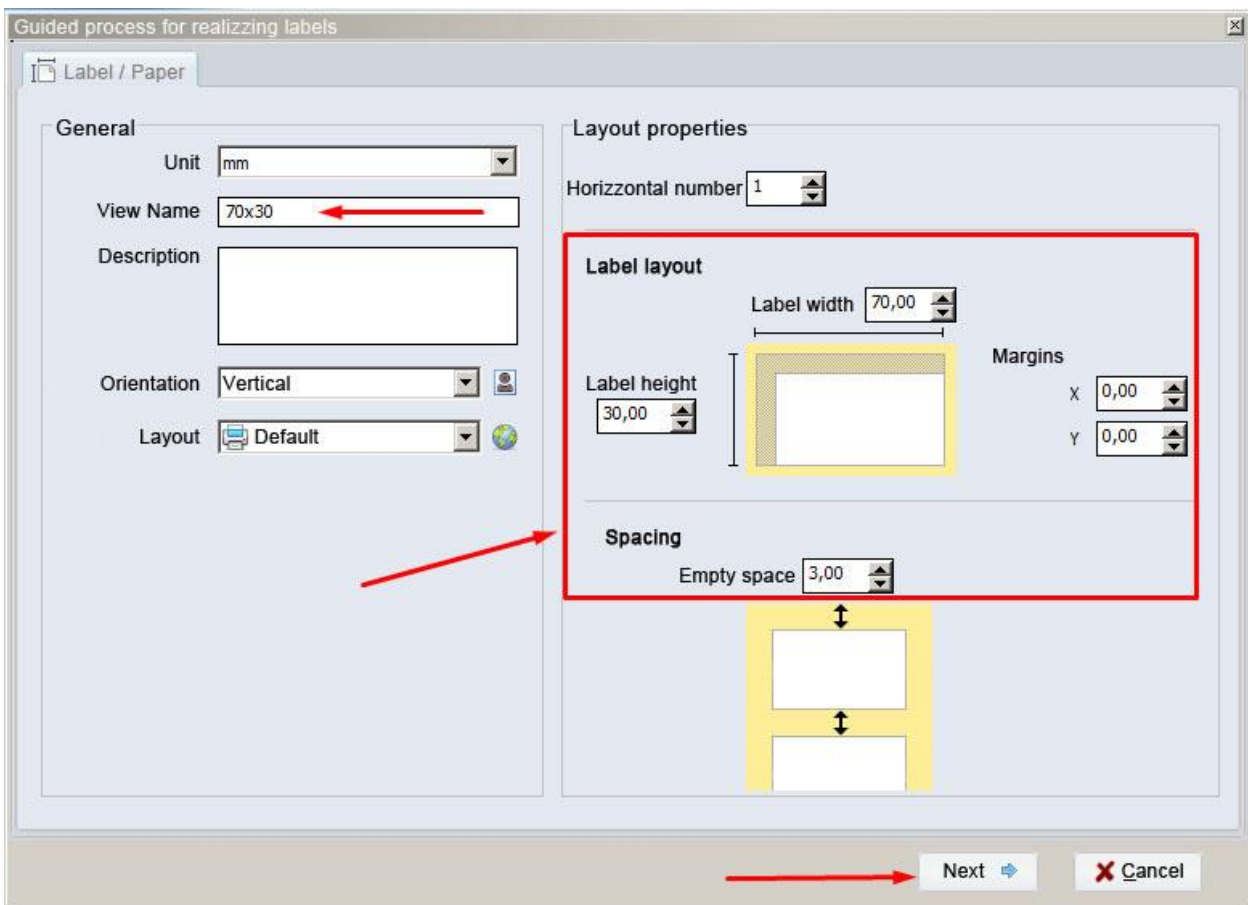 Guided process for realizzing labels
Label / Paper
General
Unit mm
View Name 70x30
Description
Orientation Vertical
Layout Default
Layout properties
Horizzontal number 1
Label layout
Label width 70,00
Label height
30,00
Margins
X 0,00
Y 0,00
Spacing
Empty space 3,00
Next
Cancel